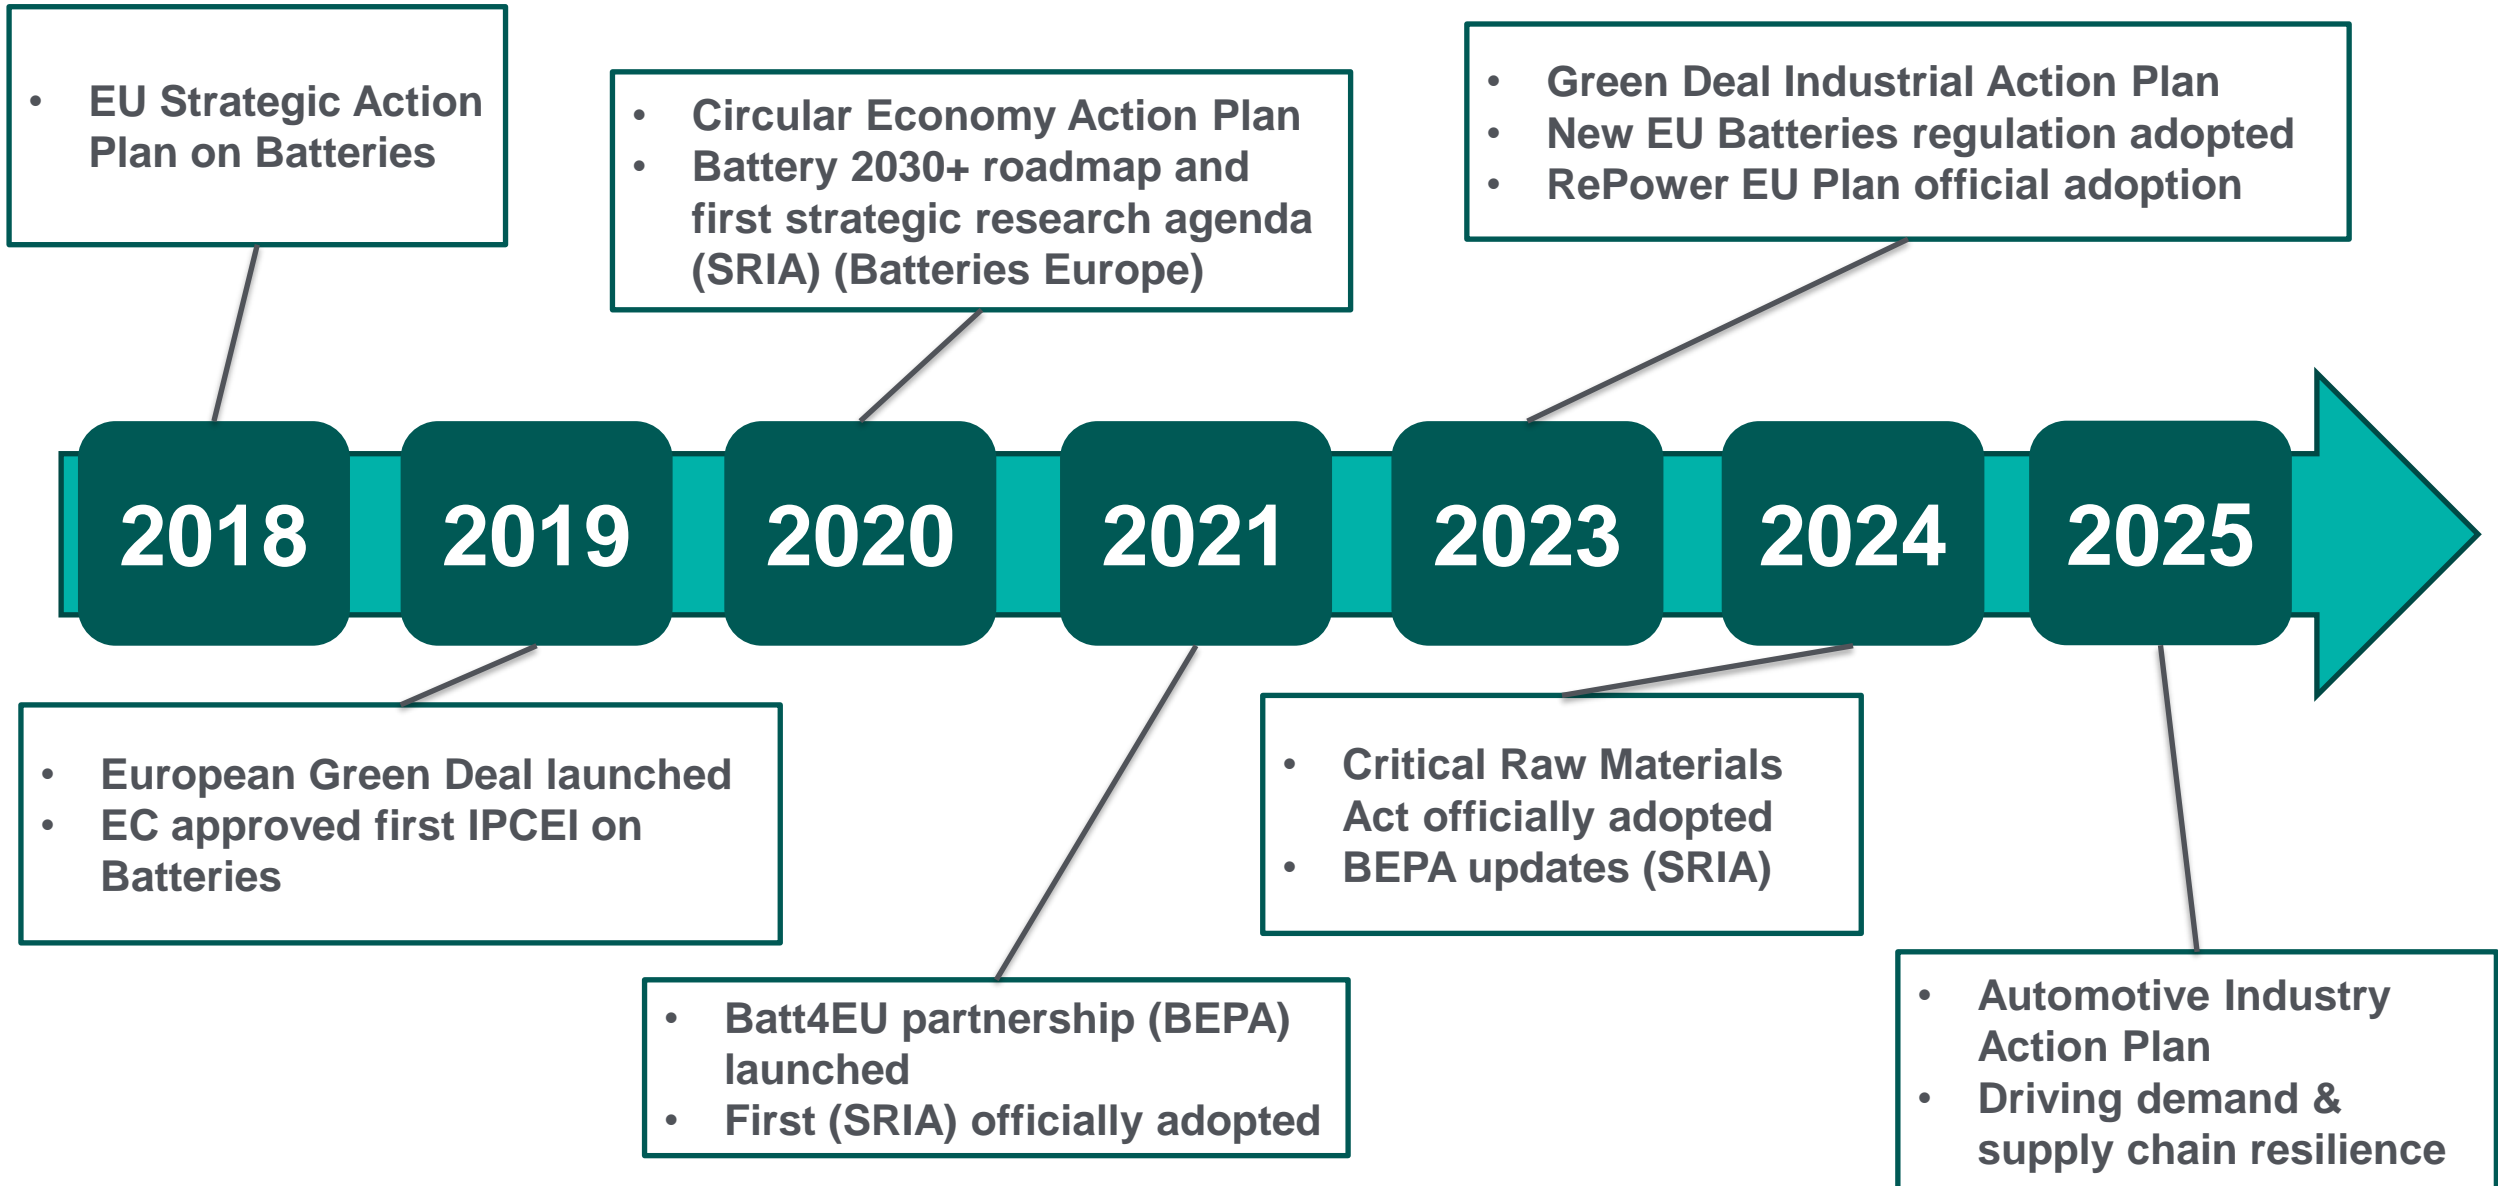 • EU Strategic Action
Plan on Batteries
• Circular Economy Action Plan
• Battery 2030+ roadmap and
first strategic research agenda
(SRIA) (Batteries Europe)
• Green Deal Industrial Action Plan
• New EU Batteries regulation adopted
• RePower EU Plan official adoption
2018
2019
2020
2021
2023
2024
2025
• European Green Deal launched
• EC approved first IPCEI on
Batteries
• Batt4EU partnership (BEPA)
launched
• First (SRIA) officially adopted
• Critical Raw Materials
Act officially adopted
• BEPA updates (SRIA)
• Automotive Industry
Action Plan
• Driving demand &
supply chain resilience